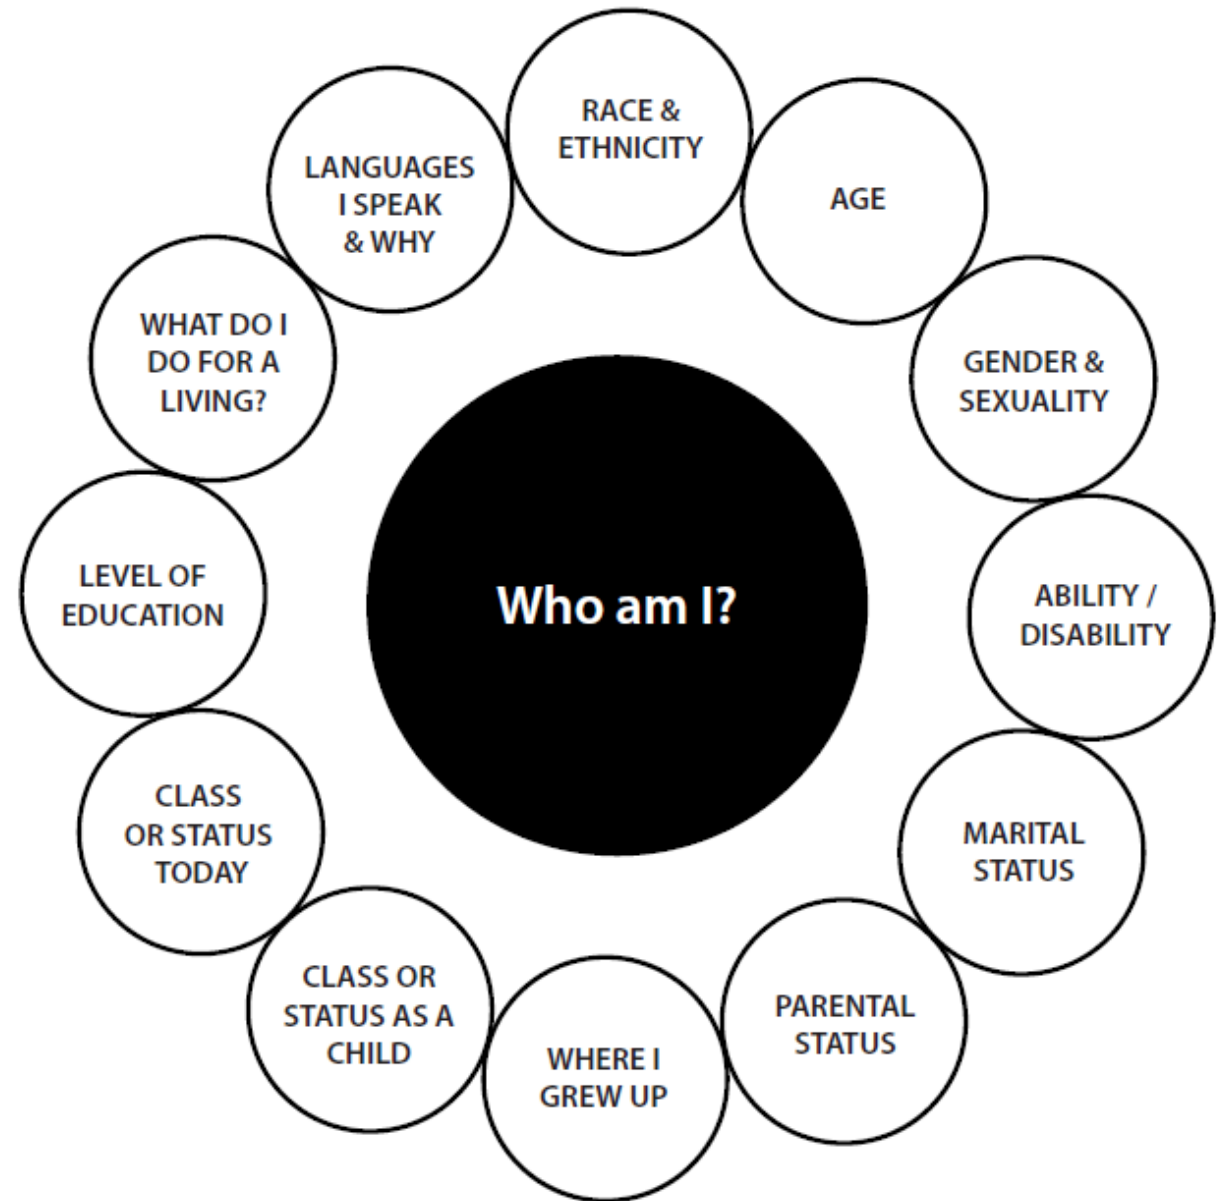 RACE &
ETHNICITY
AGE
GENDER &
SEXUALITY
ABILITY /
DISABILITY
MARITAL
STATUS
PARENTAL
STATUS
WHERE I
GREW UP
CLASS OR
STATUS AS A
CHILD
CLASS
OR STATUS
TODAY
LEVEL OF
EDUCATION
WHAT DO I
DO FOR A
LIVING?
LANGUAGES
I SPEAK
& WHY
Who am I?